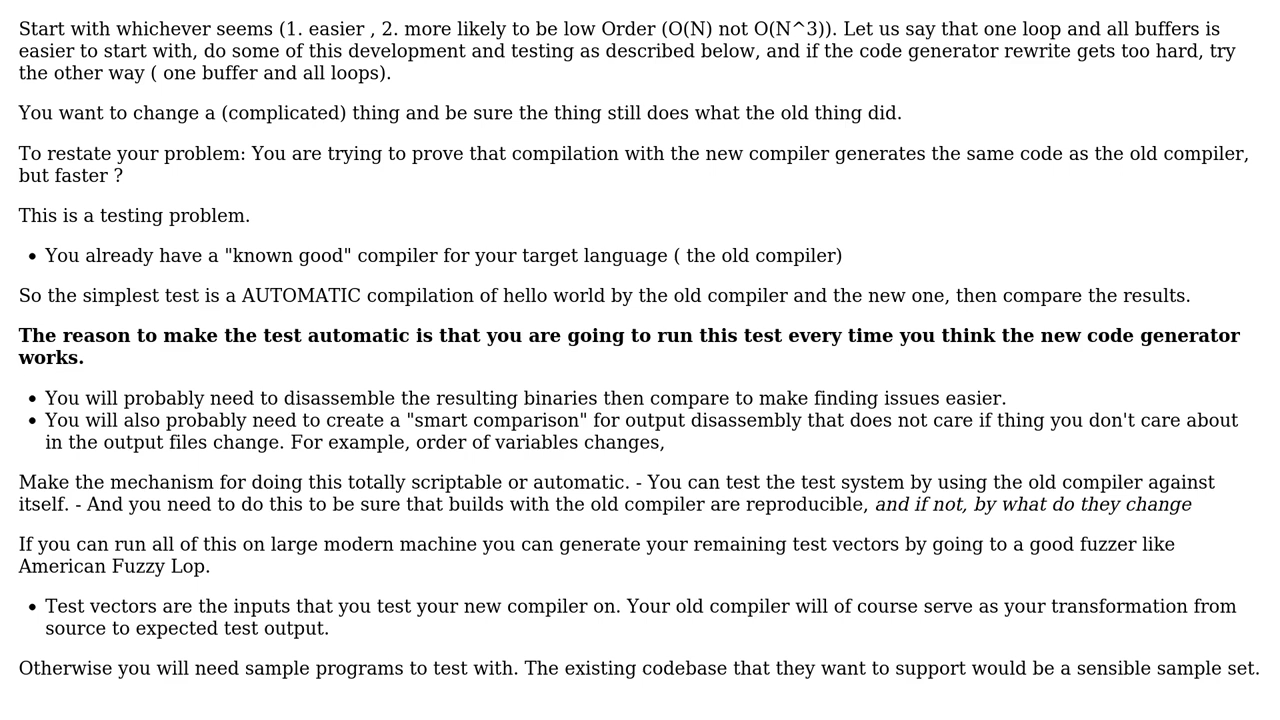 Start with whichever seems (1. easier , 2. more likely to be low Order (O(N) not O(N^3)). Let us say that one loop and all buffers is
easier to start with, do some of this development and testing as described below, and if the code generator rewrite gets too hard, try
the other way ( one buffer and all loops).
You want to change a (complicated) thing and be sure the thing still does what the old thing did.
To restate your problem: You are trying to prove that compilation with the new compiler generates the same code as the old compiler,
but faster ?
This is a testing problem.
• You already have a "known good" compiler for your target language ( the old compiler)
So the simplest test is a AUTOMATIC compilation of hello world by the old compiler and the new one, then compare the results.
The reason to make the test automatic is that you are going to run this test every time you think the new code generator
works.
• You will probably need to disassemble the resulting binaries then compare to make finding issues easier.
• You will also probably need to create a "smart comparison" for output disassembly that does not care if thing you don't care about
in the output files change. For example, order of variables changes,
Make the mechanism for doing this totally scriptable or automatic. - You can test the test system by using the old compiler against
itself. - And you need to do this to be sure that builds with the old compiler are reproducible, and if not, by what do they change
If you can run all of this on large modern machine you can generate your remaining test vectors by going to a good fuzzer like
American Fuzzy Lop.
• Test vectors are the inputs that you test your new compiler on. Your old compiler will of course serve as your transformation from
source to expected test output.
Otherwise you will need sample programs to test with. The existing codebase that they want to support would be a sensible sample set.